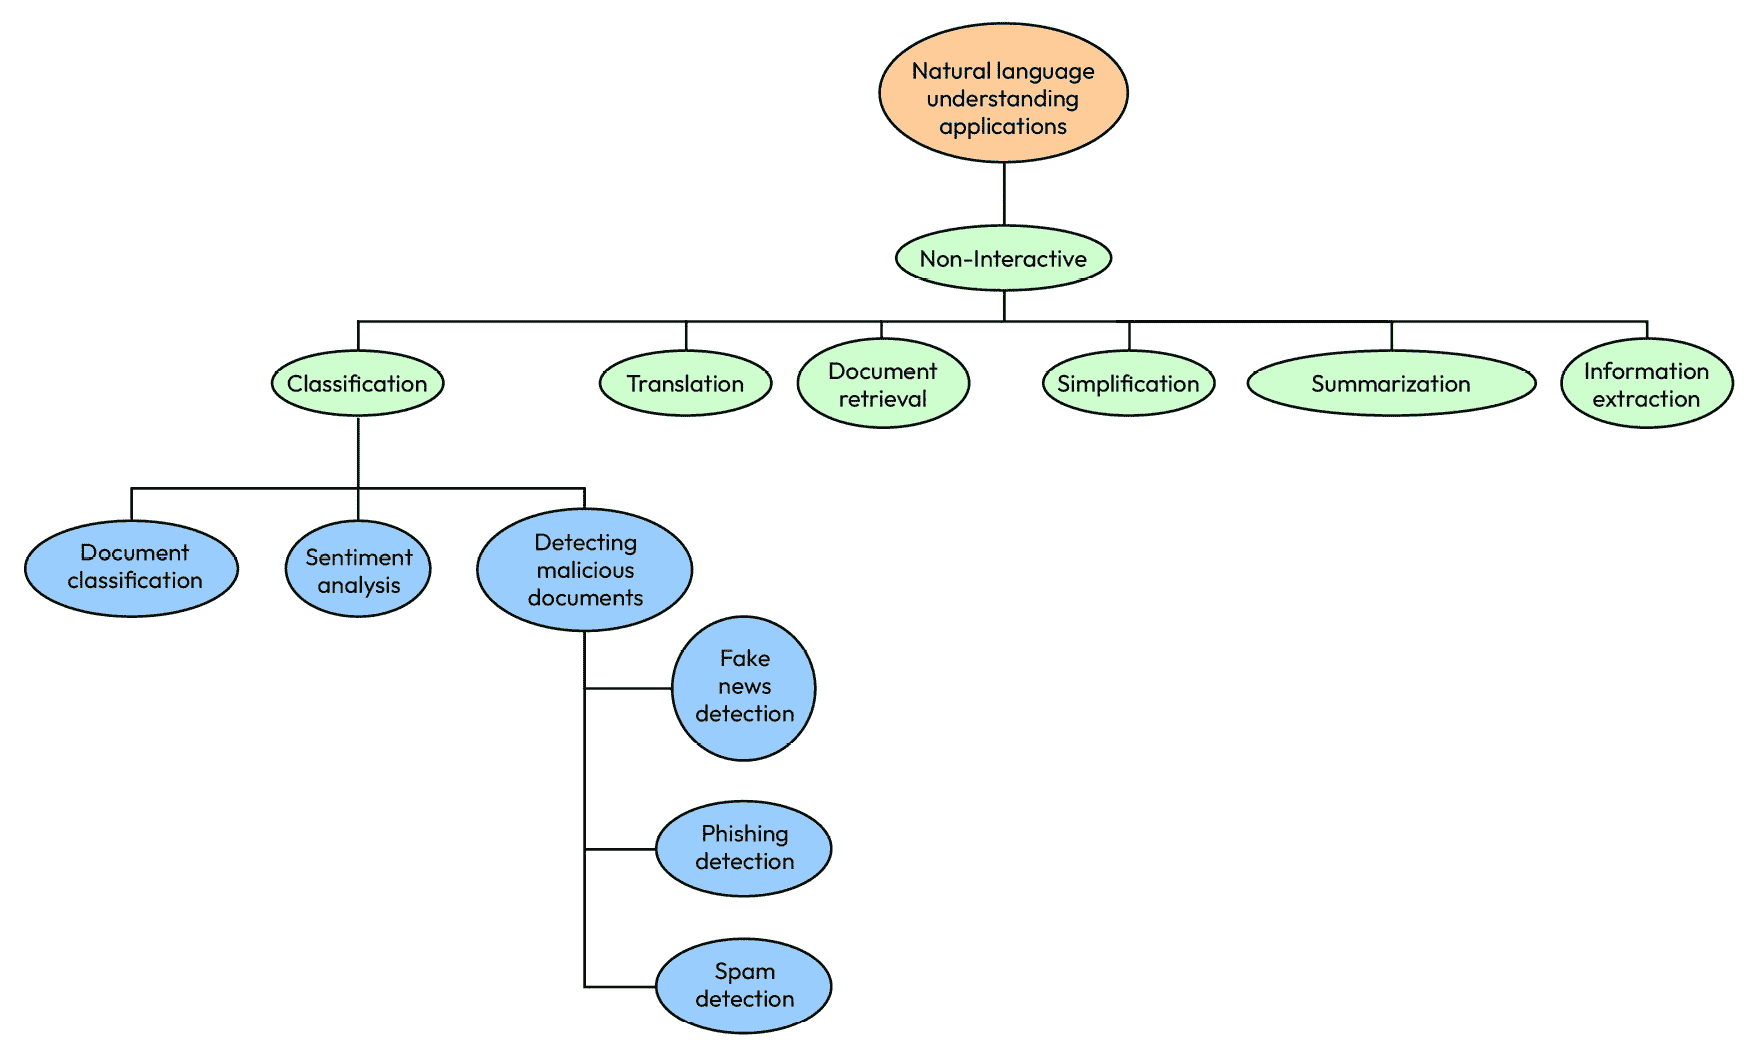 Natural language
understanding
applications
Non-Interactive
Classification
Translation
Document
retrieval
Simplification
Summarization
Information
extraction
Document
classification
Sentiment
analysis
Detecting
malicious
documents
Fake
news
detection
Phishing
detection
Spam
detection